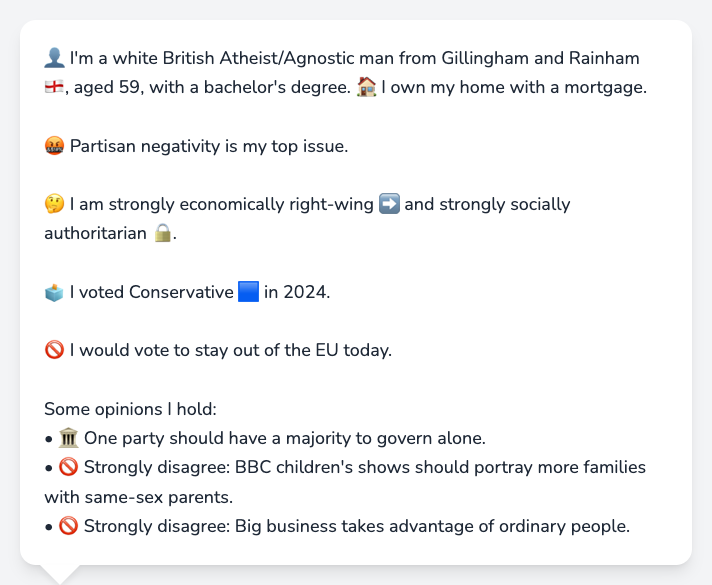 👤 I'm a white British Atheist/Agnostic man from Gillingham and Rainham
🏴󠁧󠁢󠁥󠁮󠁧󠁿, aged 59, with a bachelor's degree. 🏠 I own my home with a mortgage.
🤬 Partisan negativity is my top issue.
🤔 I am strongly economically right-wing ➡️ and strongly socially
authoritarian 🔒.
🗳️ I voted Conservative 🟦 in 2024.
🚫 I would vote to stay out of the EU today.
Some opinions I hold:
• 🏛️ One party should have a majority to govern alone.
• 🚫 Strongly disagree: BBC children's shows should portray more families
with same-sex parents.
• 🚫 Strongly disagree: Big business takes advantage of ordinary people.